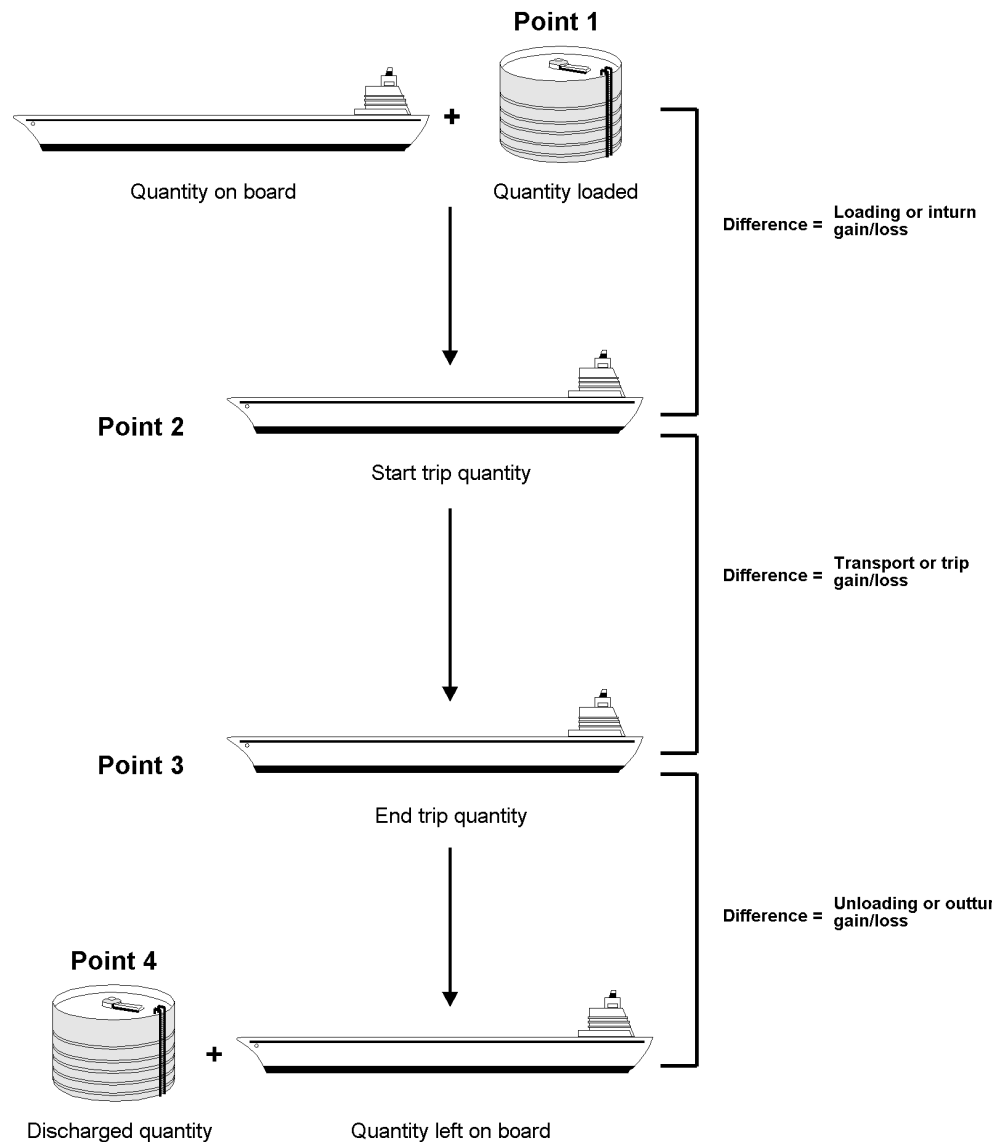 Point 1
+
Quantity on board
Quantity loaded
Difference = Loading or inturn
gain/loss
Point 2
Start trip quantity
Difference = Transport or trip
gain/loss
Point 3
End trip quantity
Difference = Unloading or outtur
gain/loss
Point 4
+
Discharged quantity
Quantity left on board